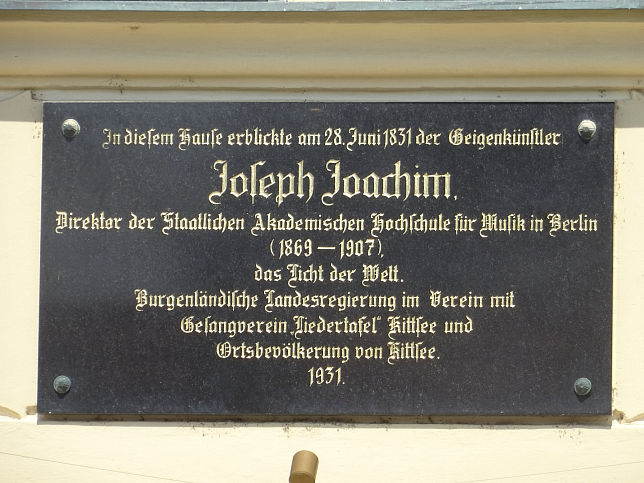 In diesem Hause erblickte am 28. Juni 1831 der Geigenkünstler
Joseph Joachim,
Direktor der Staatlichen Akademischen Hochschule für Musik in Berlin
(1869 — 1907),
das Licht der Welt.
Burgenländische Landesregierung im Verein mit
Gesangverein „Liedertafel" Kittsee und
Ortsbevölkerung von Kittsee.
1931.